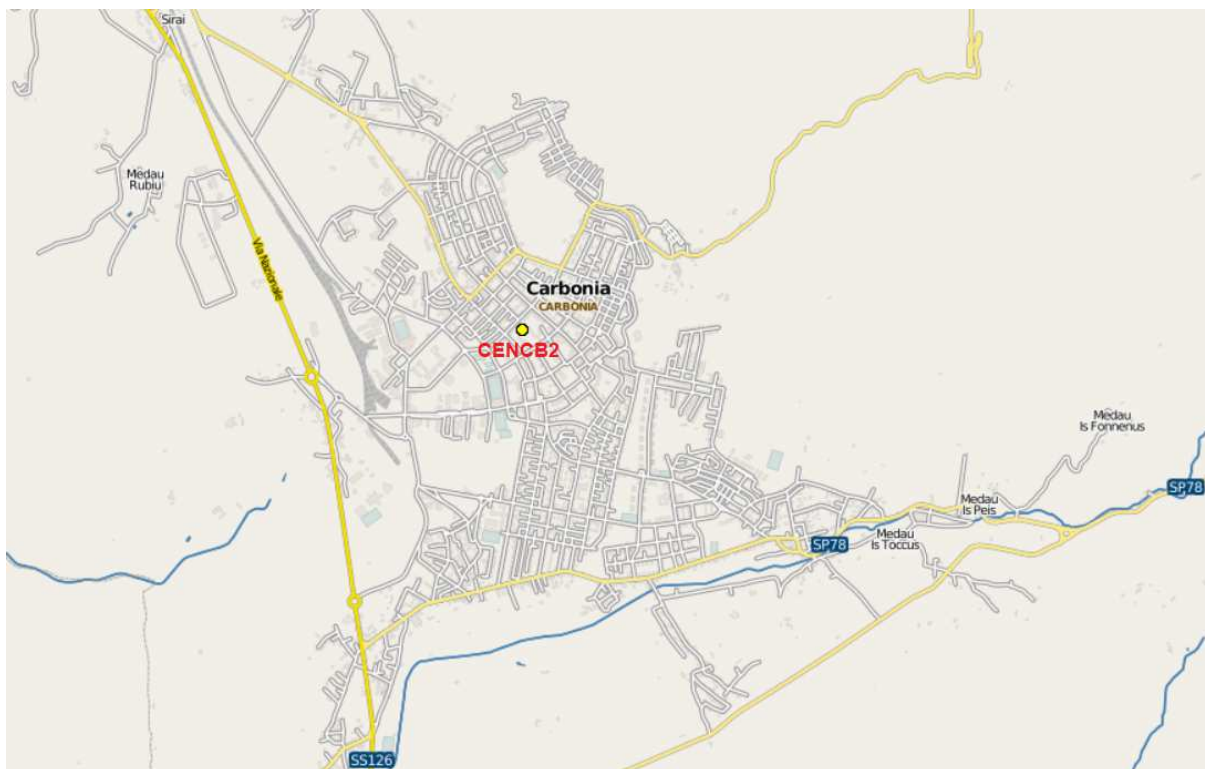 Sirai
Medau
Rubiu
Via Nazionale
Carbonia
CARBONIA
CENCB2
Medau
Is Fonnenus
SP78
Medau
Is Peis
Medau
Is Toccus
SP78
SS126